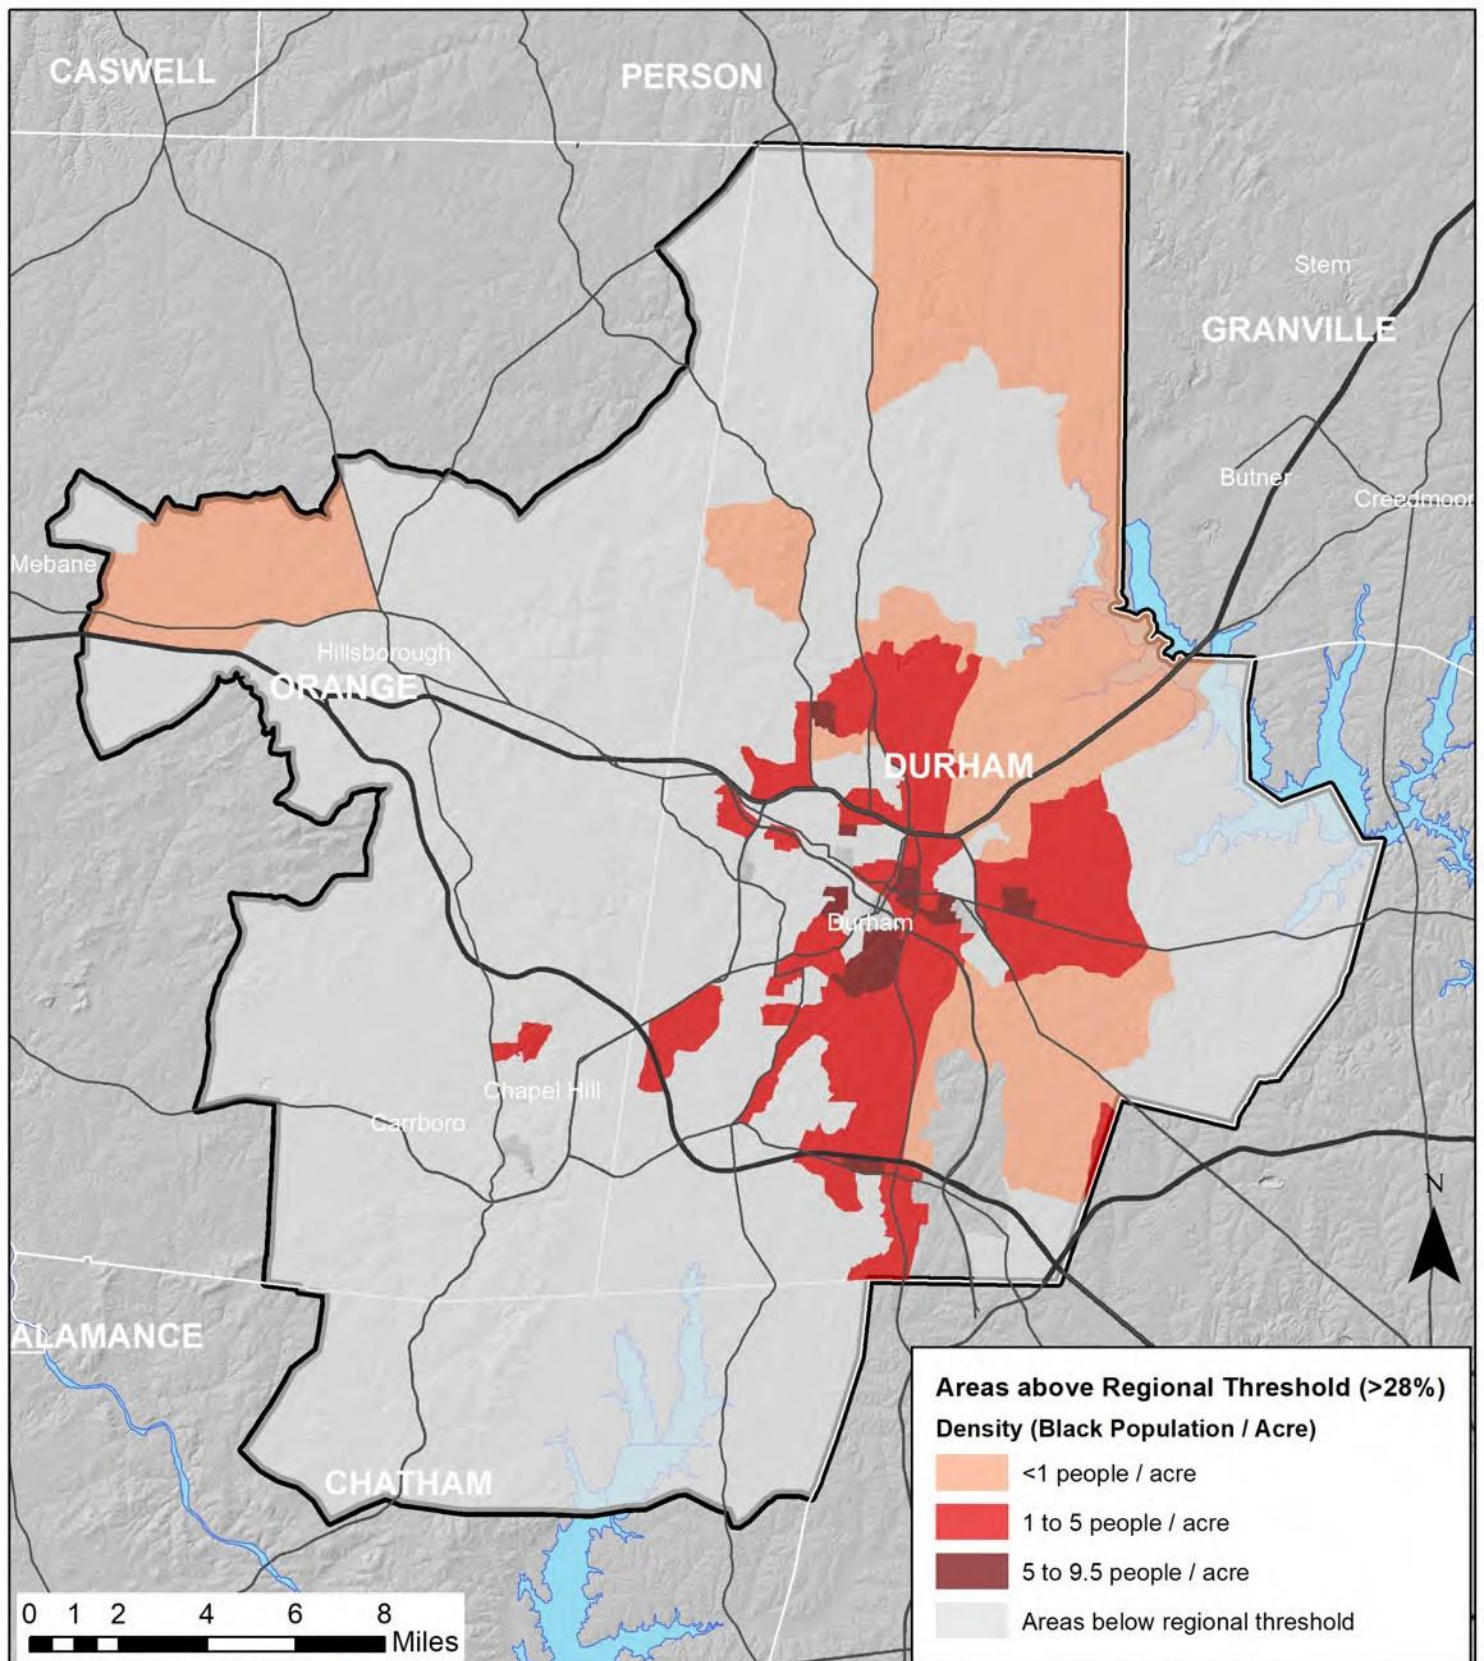 CASWELL
PERSON
Stem
GRANVILLE
Butner
Creedmoor
Mebane
Hillsborough
ORANGE
DURHAM
Durham
Chapel Hill
Carrboro
N
ALAMANCE
CHATHAM
Areas above Regional Threshold (>28%)
Density (Black Population / Acre)
<1 people / acre
1 to 5 people / acre
5 to 9.5 people / acre
Areas below regional threshold
0 1 2 4 6 8
Miles